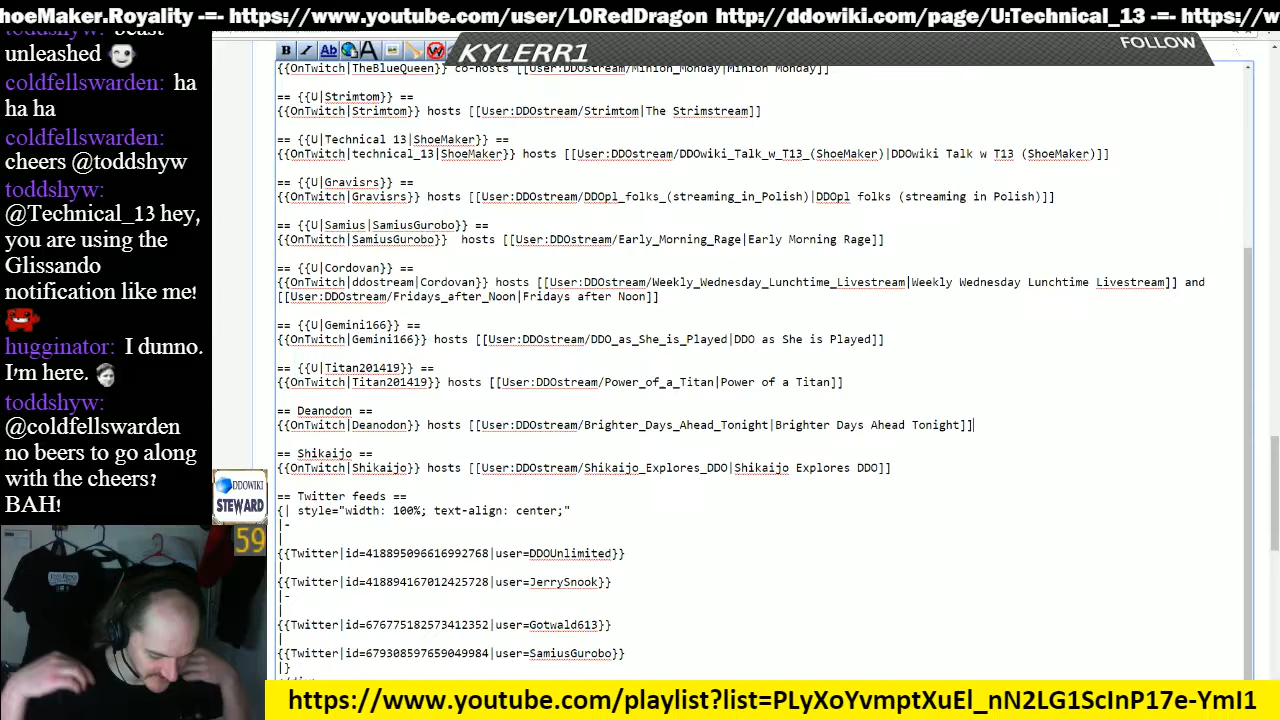 hoeMaker.Royality -=- https://www.youtube.com/user/L0RedDragon http://ddowiki.com/page/U:Technical_13 -=- https://w
toddshyw: beast
unleashed
coldfellswarden: ha
ha ha
coldfellswarden:
cheers @toddshyw
toddshyw:
@Technical_13 hey,
you are using the
Glissando
notification like me!
hugginator: I dunno.
I'm here.
toddshyw:
@coldfellswarden
no beers to go along
with the cheers?
BAH!
DDOWIKI
STEWARD
59
B I Ab A W
KYLERR1
FOLLOW
{{OnTwitch|TheBlueQueen}} co-hosts [[User:DDOstream/Minion_Monday|Minion Monday]]
== {{U|Strimtom}} ==
{{OnTwitch|Strimtom}} hosts [[User:DDOstream/Strimtom|The Strimstream]]
== {{U|Technical 13|ShoeMaker}} ==
{{OnTwitch|technical_13|ShoeMaker}} hosts [[User:DDOstream/DDOwiki_Talk_w_T13_(ShoeMaker)|DDOwiki Talk w T13 (ShoeMaker)]]
== {{U|Gravisrs}} ==
{{OnTwitch|Gravisrs}} hosts [[User:DDOstream/DDOpl_folks_(streaming_in_Polish)|DDOpl folks (streaming in Polish)]]
== {{U|Samius|SamiusGurobo}} ==
{{OnTwitch|SamiusGurobo}}  hosts [[User:DDOstream/Early_Morning_Rage|Early Morning Rage]]
== {{U|Cordovan}} ==
{{OnTwitch|ddostream|Cordovan}} hosts [[User:DDOstream/Weekly_Wednesday_Lunchtime_Livestream|Weekly Wednesday Lunchtime Livestream]] and
[[User:DDOstream/Fridays_after_Noon|Fridays after Noon]]
== {{U|Gemini166}} ==
{{OnTwitch|Gemini166}} hosts [[User:DDOstream/DDO_as_She_is_Played|DDO as She is Played]]
== {{U|Titan201419}} ==
{{OnTwitch|Titan201419}} hosts [[User:DDOstream/Power_of_a_Titan|Power of a Titan]]
== Deanodon ==
{{OnTwitch|Deanodon}} hosts [[User:DDOstream/Brighter_Days_Ahead_Tonight|Brighter Days Ahead Tonight]]
== Shikaijo ==
{{OnTwitch|Shikaijo}} hosts [[User:DDOstream/Shikaijo_Explores_DDO|Shikaijo Explores DDO]]
== Twitter feeds ==
{| style="width: 100%; text-align: center;"
|-
|
{{Twitter|id=418895096616992768|user=DDOUnlimited}}
|
{{Twitter|id=418894167012425728|user=JerrySnook}}
|-
|
{{Twitter|id=676775182573412352|user=Gotwald613}}
|
{{Twitter|id=679308597659049984|user=SamiusGurobo}}
|}
https://www.youtube.com/playlist?list=PLyXoYvmptXuEl_nN2LG1ScInP17e-YmI1